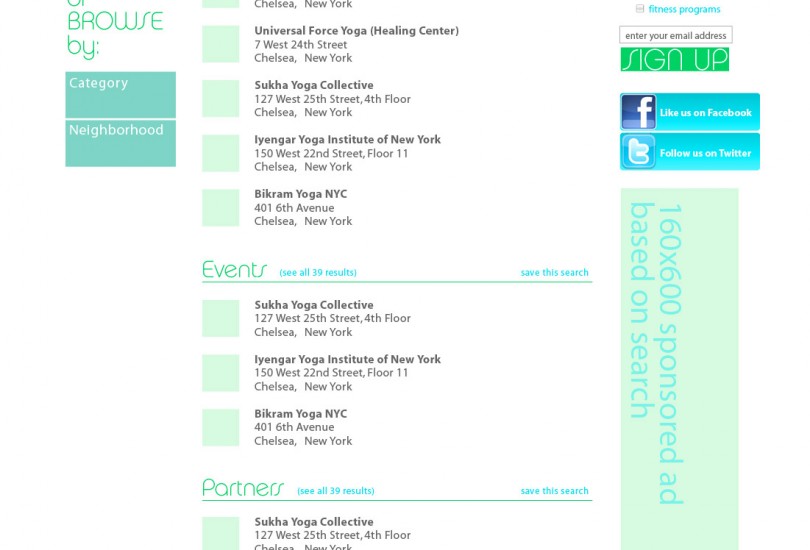 BROWSE
by:
Category
Neighborhood
Chelsea, New York
Universal Force Yoga (Healing Center)
7 West 24th Street
Chelsea, New York
Sukha Yoga Collective
127 West 25th Street, 4th Floor
Chelsea, New York
Iyengar Yoga Institute of New York
150 West 22nd Street, Floor 11
Chelsea, New York
Bikram Yoga NYC
401 6th Avenue
Chelsea, New York
Events (see all 39 results) save this search
Sukha Yoga Collective
127 West 25th Street, 4th Floor
Chelsea, New York
Iyengar Yoga Institute of New York
150 West 22nd Street, Floor 11
Chelsea, New York
Bikram Yoga NYC
401 6th Avenue
Chelsea, New York
Partners (see all 39 results) save this search
Sukha Yoga Collective
127 West 25th Street, 4th Floor
Chelsea, New York
fitness programs
enter your email address
SIGN UP
Like us on Facebook
Follow us on Twitter
160x600 sponsored ad
based on search